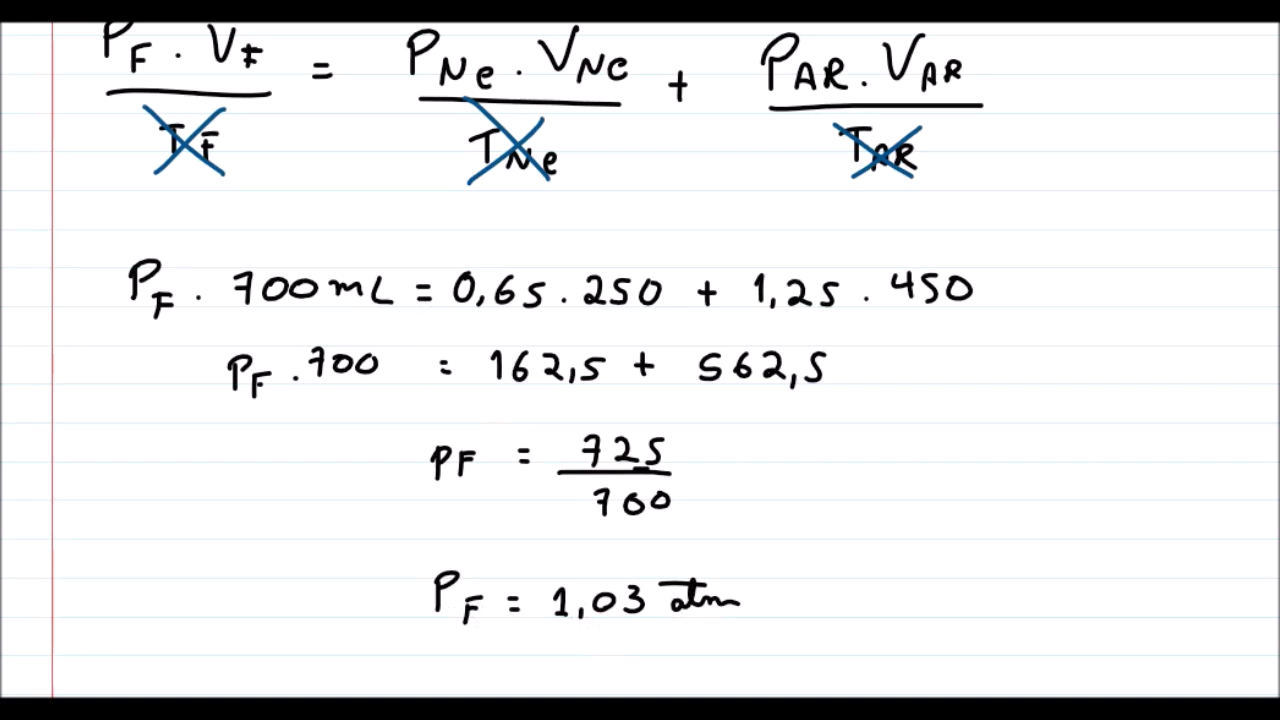 PF . VF = PNe . VNe + PAR . VAR
TF TNe TAR
PF . 700 mL = 0,65 . 250 + 1,25 . 450
PF . 700 = 162,5 + 562,5
PF = 725
700
PF = 1,03 atm